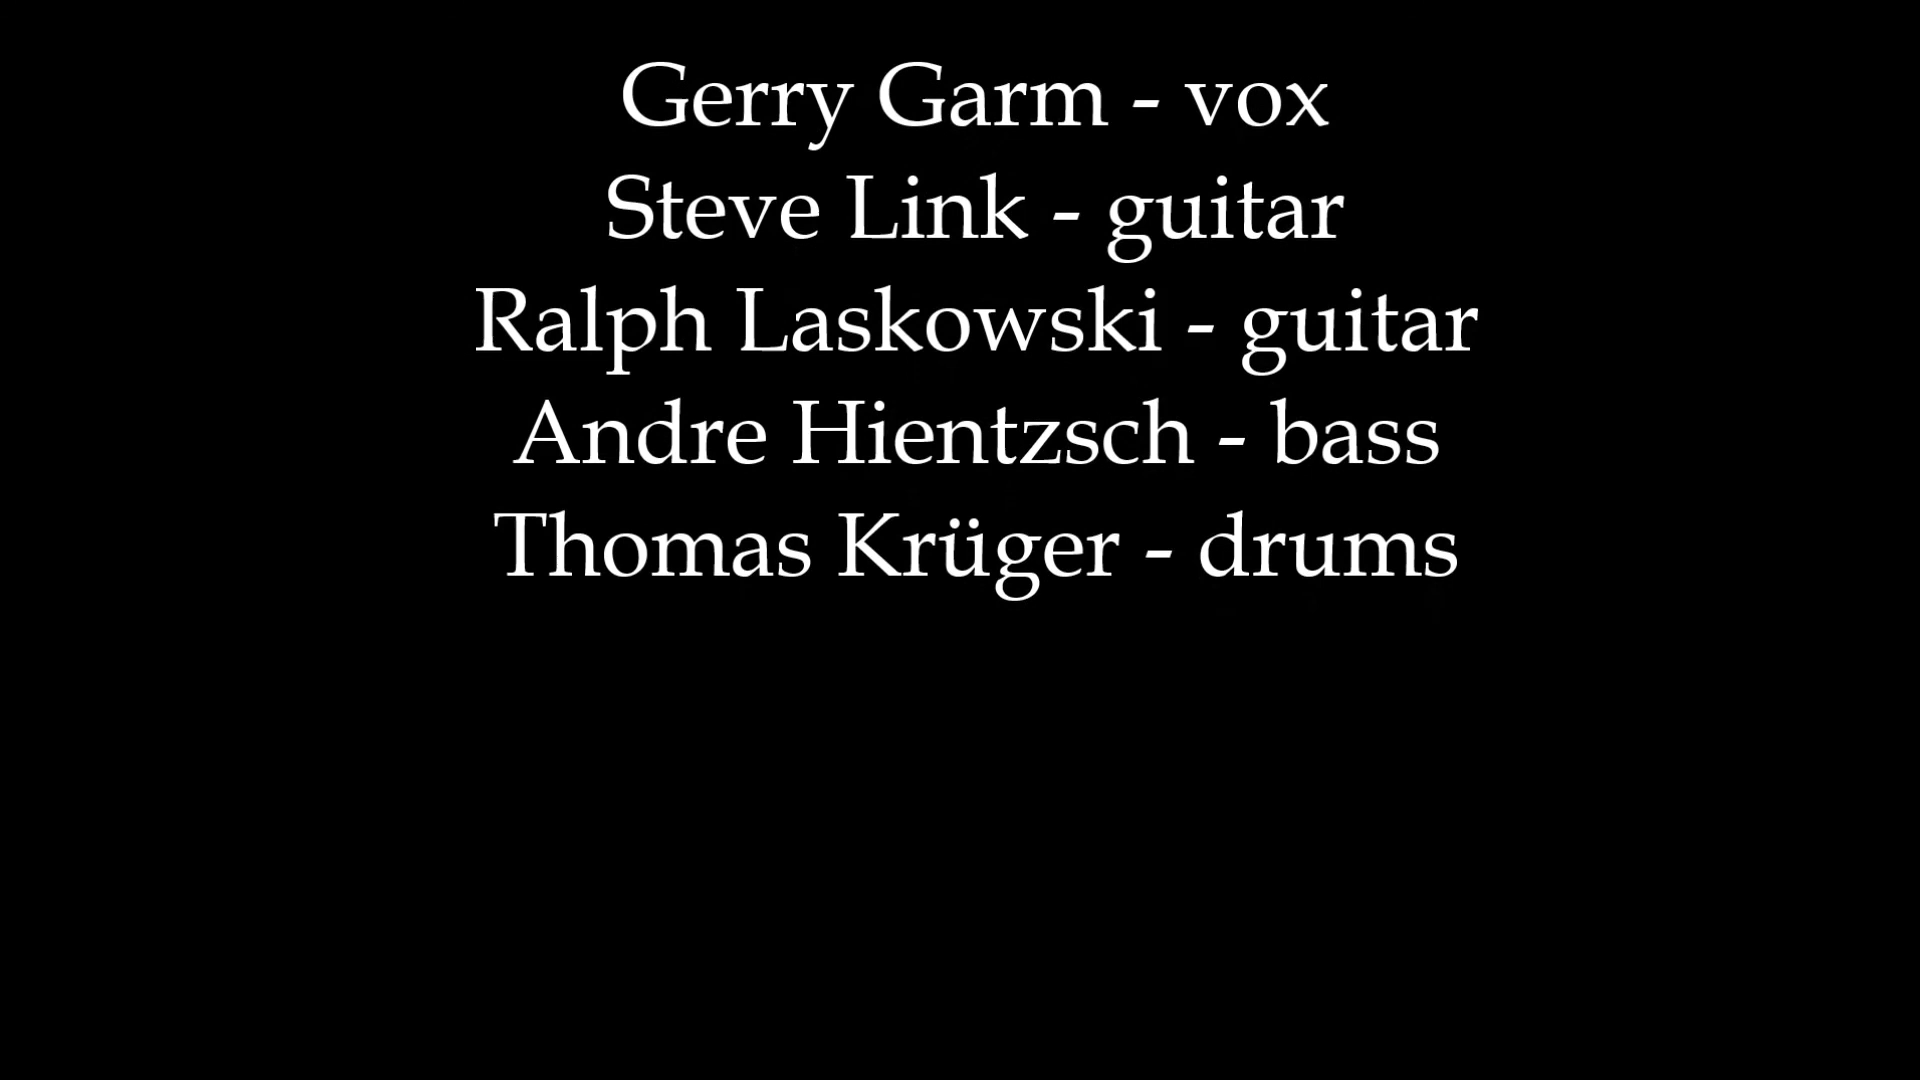 Gerry Garm - vox
Steve Link - guitar
Ralph Laskowski - guitar
Andre Hientzsch - bass
Thomas Krüger - drums